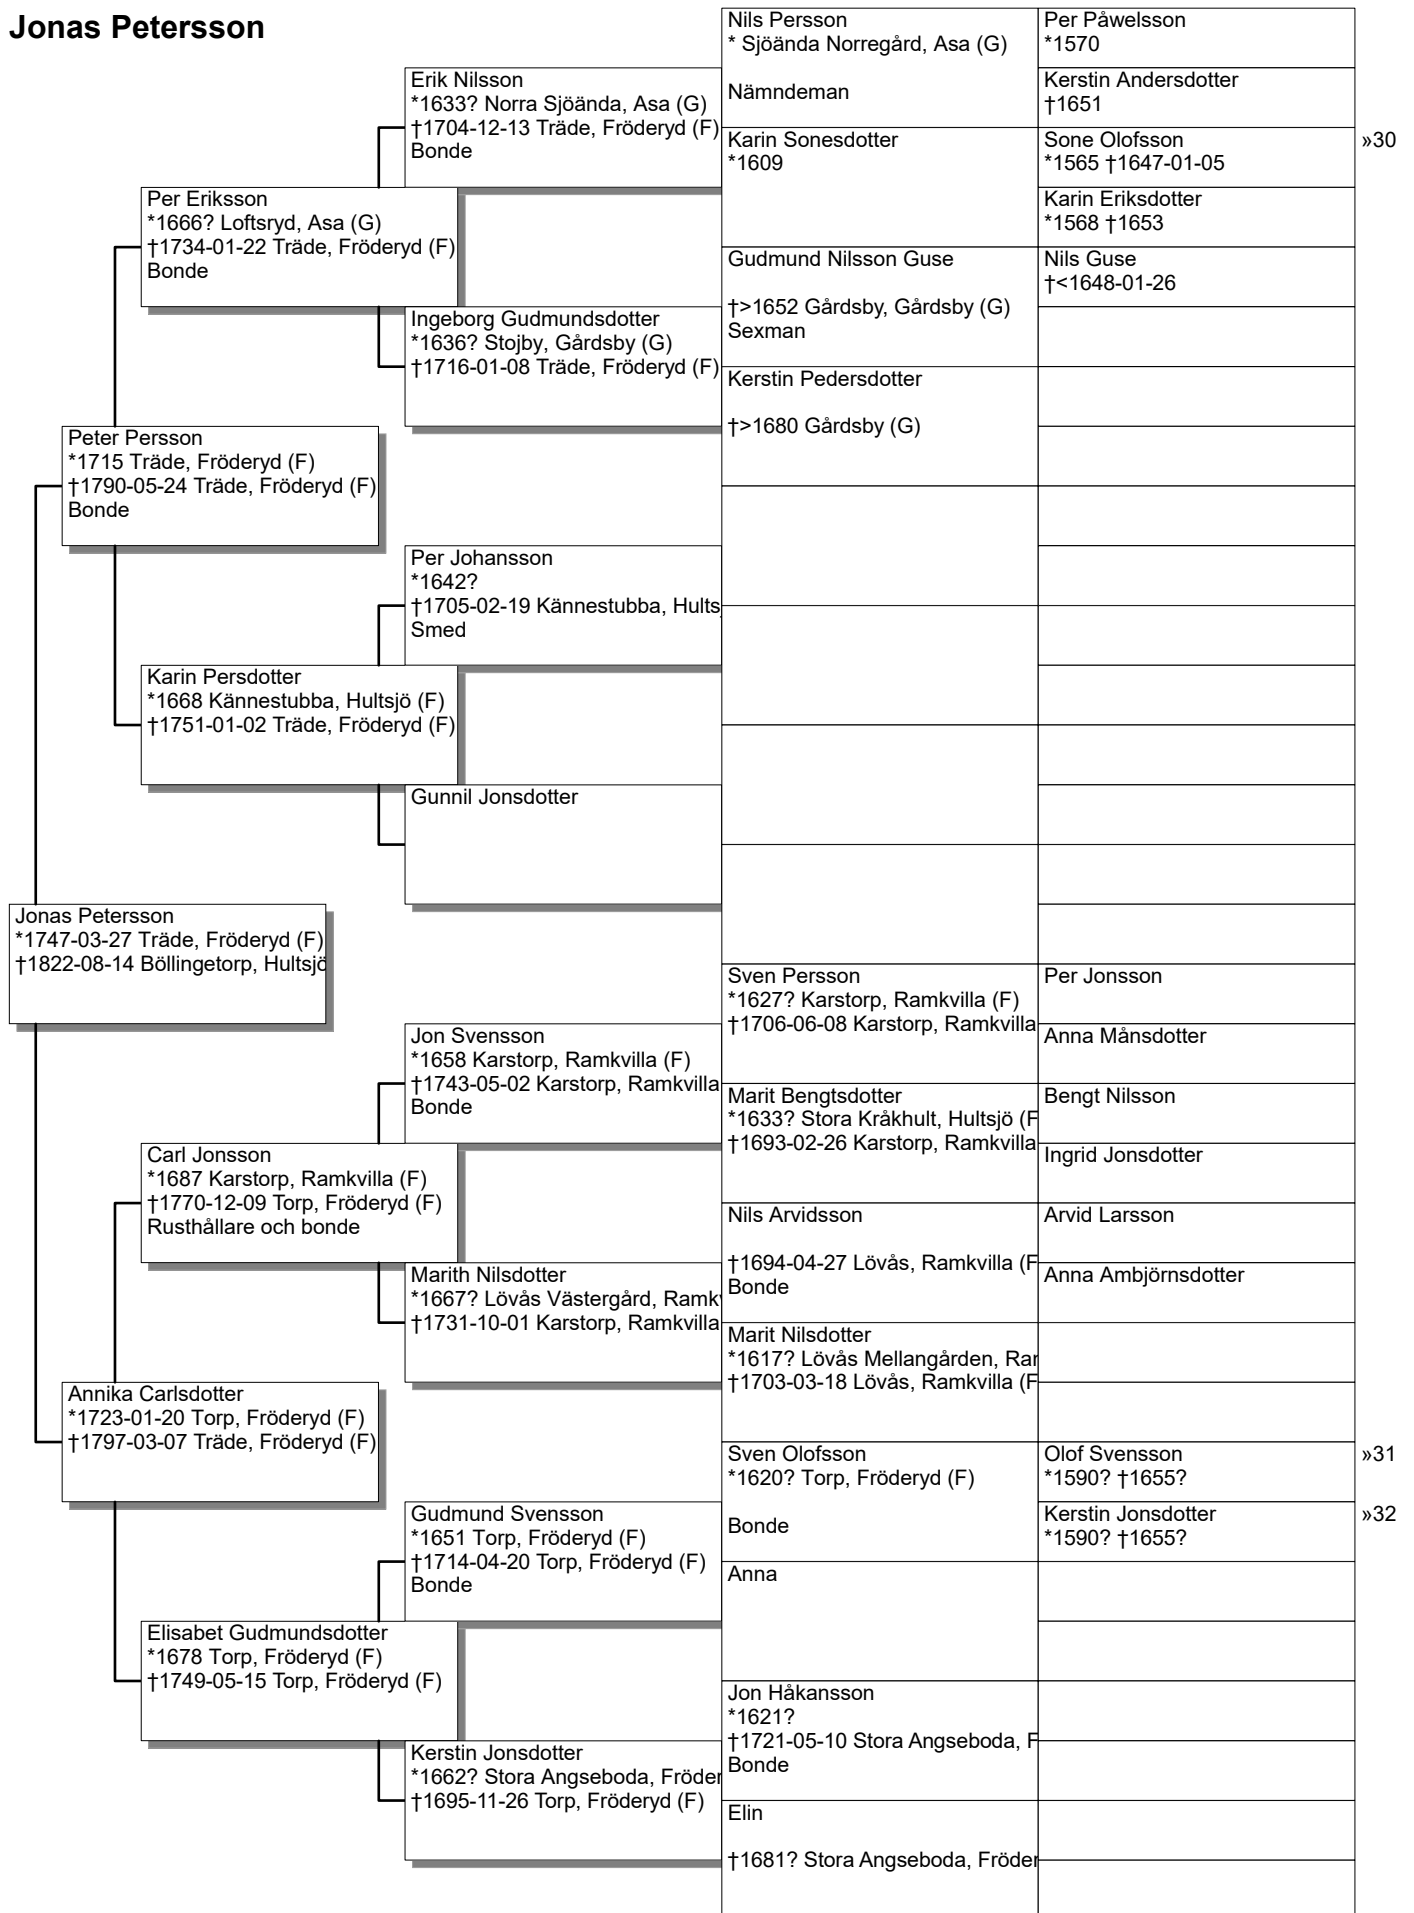 Jonas Petersson
Nils Persson
* Sjöända Norregård, Asa (G)
Nämndeman
Per Påwelsson
*1570
Kerstin Andersdotter
†1651
Erik Nilsson
*1633? Norra Sjöända, Asa (G)
†1704-12-13 Träde, Fröderyd (F)
Bonde
Karin Sonesdotter
*1609
Sone Olofsson
*1565 †1647-01-05
»30
Karin Eriksdotter
*1568 †1653
Per Eriksson
*1666? Loftsryd, Asa (G)
†1734-01-22 Träde, Fröderyd (F)
Bonde
Gudmund Nilsson Guse
†>1652 Gårdsby, Gårdsby (G)
Sexman
Nils Guse
†<1648-01-26
Ingeborg Gudmundsdotter
*1636? Stojby, Gårdsby (G)
†1716-01-08 Träde, Fröderyd (F)
Kerstin Pedersdotter
†>1680 Gårdsby (G)
Peter Persson
*1715 Träde, Fröderyd (F)
†1790-05-24 Träde, Fröderyd (F)
Bonde
Per Johansson
*1642?
†1705-02-19 Kännestubba, Hults
Smed
Karin Persdotter
*1668 Kännestubba, Hultsjö (F)
†1751-01-02 Träde, Fröderyd (F)
Gunnil Jonsdotter
Jonas Petersson
*1747-03-27 Träde, Fröderyd (F)
†1822-08-14 Böllingetorp, Hultsjö
Sven Persson
*1627? Karstorp, Ramkvilla (F)
†1706-06-08 Karstorp, Ramkvilla
Per Jonsson
Anna Månsdotter
Jon Svensson
*1658 Karstorp, Ramkvilla (F)
†1743-05-02 Karstorp, Ramkvilla
Bonde
Marit Bengtsdotter
*1633? Stora Kråkhult, Hultsjö (F
†1693-02-26 Karstorp, Ramkvilla
Bengt Nilsson
Ingrid Jonsdotter
Carl Jonsson
*1687 Karstorp, Ramkvilla (F)
†1770-12-09 Torp, Fröderyd (F)
Rusthållare och bonde
Nils Arvidsson
†1694-04-27 Lövås, Ramkvilla (F
Bonde
Arvid Larsson
Anna Ambjörnsdotter
Marith Nilsdotter
*1667? Lövås Västergård, Ramkv
†1731-10-01 Karstorp, Ramkvilla
Marit Nilsdotter
*1617? Lövås Mellangården, Ram
†1703-03-18 Lövås, Ramkvilla (F
Annika Carlsdotter
*1723-01-20 Torp, Fröderyd (F)
†1797-03-07 Träde, Fröderyd (F)
Sven Olofsson
*1620? Torp, Fröderyd (F)
Bonde
Olof Svensson
*1590? †1655?
»31
Kerstin Jonsdotter
*1590? †1655?
»32
Gudmund Svensson
*1651 Torp, Fröderyd (F)
†1714-04-20 Torp, Fröderyd (F)
Bonde
Anna
Elisabet Gudmundsdotter
*1678 Torp, Fröderyd (F)
†1749-05-15 Torp, Fröderyd (F)
Jon Håkansson
*1621?
†1721-05-10 Stora Angseboda, F
Bonde
Kerstin Jonsdotter
*1662? Stora Angseboda, Fröder
†1695-11-26 Torp, Fröderyd (F)
Elin
†1681? Stora Angseboda, Fröder